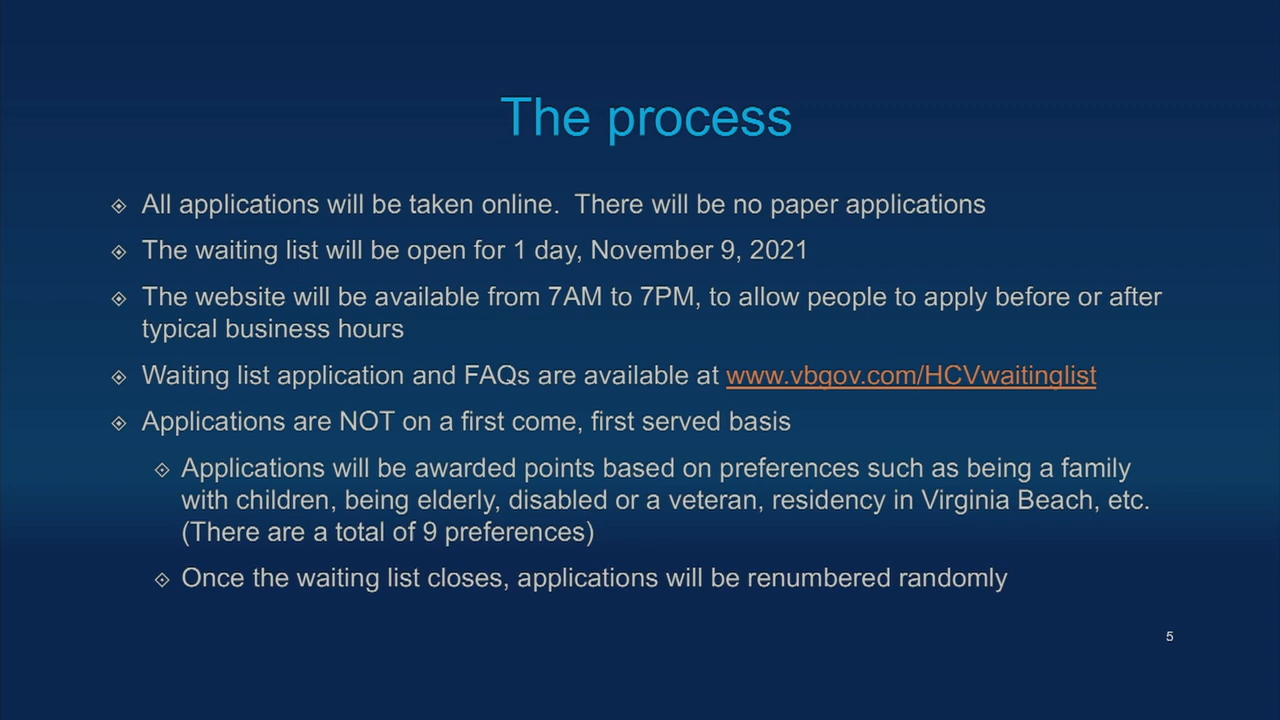 The process
All applications will be taken online.  There will be no paper applications
The waiting list will be open for 1 day, November 9, 2021
The website will be available from 7AM to 7PM, to allow people to apply before or after
typical business hours
Waiting list application and FAQs are available at www.vbgov.com/HCVwaitinglist
Applications are NOT on a first come, first served basis
Applications will be awarded points based on preferences such as being a family
with children, being elderly, disabled or a veteran, residency in Virginia Beach, etc.
(There are a total of 9 preferences)
Once the waiting list closes, applications will be renumbered randomly
5